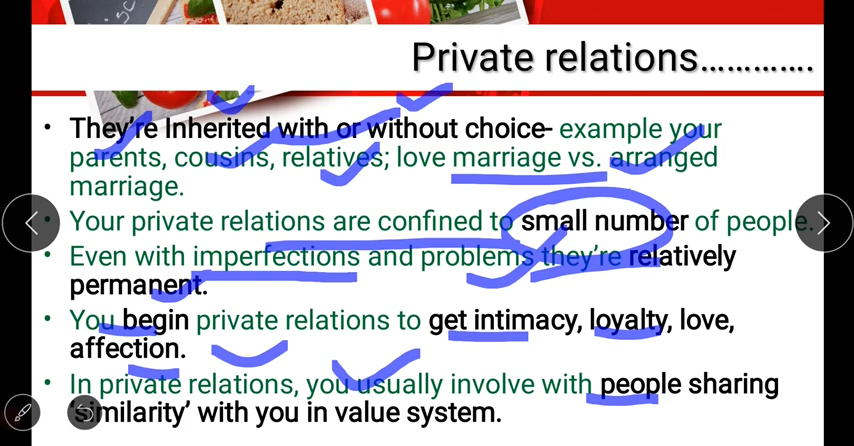 isc
Private relations.............
• They're Inherited with or without choice- example your
parents, cousins, relatives; love marriage vs. arranged
marriage.
• Your private relations are confined to small number of people.
• Even with imperfections and problems they're relatively
permanent.
• You begin private relations to get intimacy, loyalty, love,
affection.
• In private relations, you usually involve with people sharing
'similarity' with you in value system.